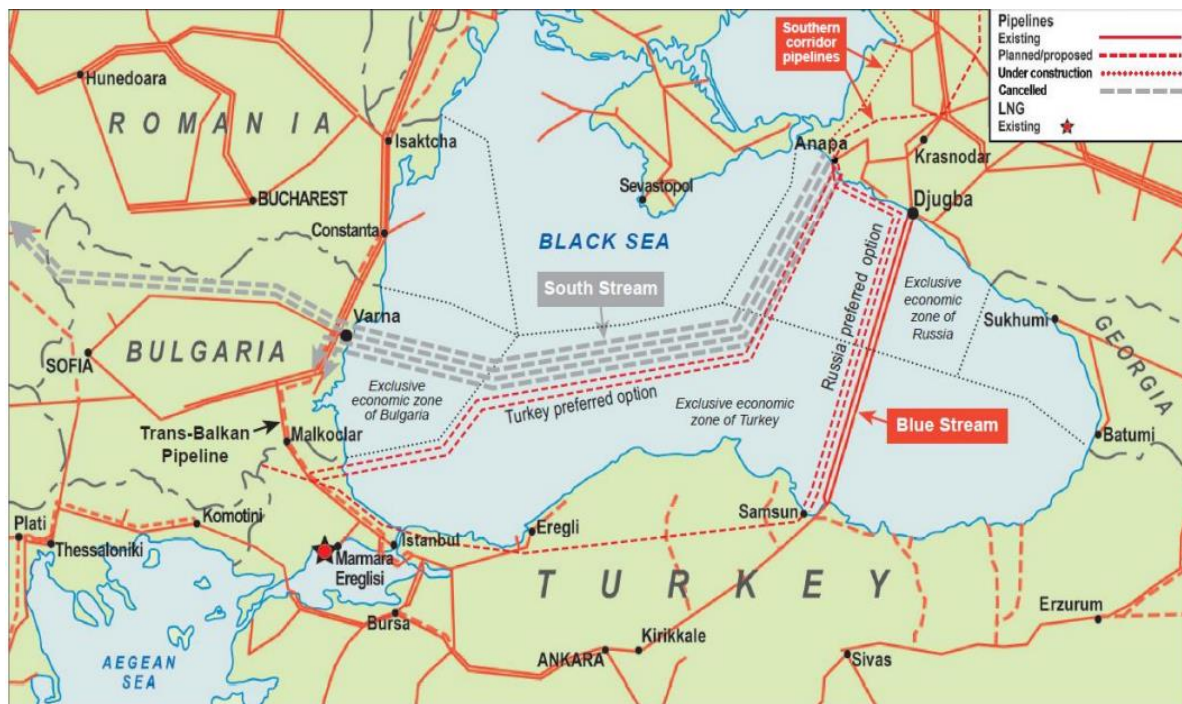 Pipelines
Existing
Planned/proposed
Under construction
Cancelled
LNG
Existing
Southern
corridor
pipelines
Hunedoara
ROMANIA
Isaktcha
BUCHAREST
Constanta
Anapa
Krasnodar
Sevastopol
Djugba
BLACK SEA
South Stream
Russia preferred option
Exclusive
economic
zone of
Russia
Sukhumi
GEORGIA
Varna
SOFIA
BULGARIA
Exclusive
economic zone
of Bulgaria
Turkey preferred option
Exclusive economic
zone of Turkey
Blue Stream
Batumi
Trans-Balkan
Pipeline
Malkoclar
Plati
Komotini
Thessaloniki
Istanbul
Eregli
Samsun
Marmara
Ereglisi
TURKEY
Bursa
Erzurum
ANKARA
Kirikkale
Sivas
AEGEAN
SEA